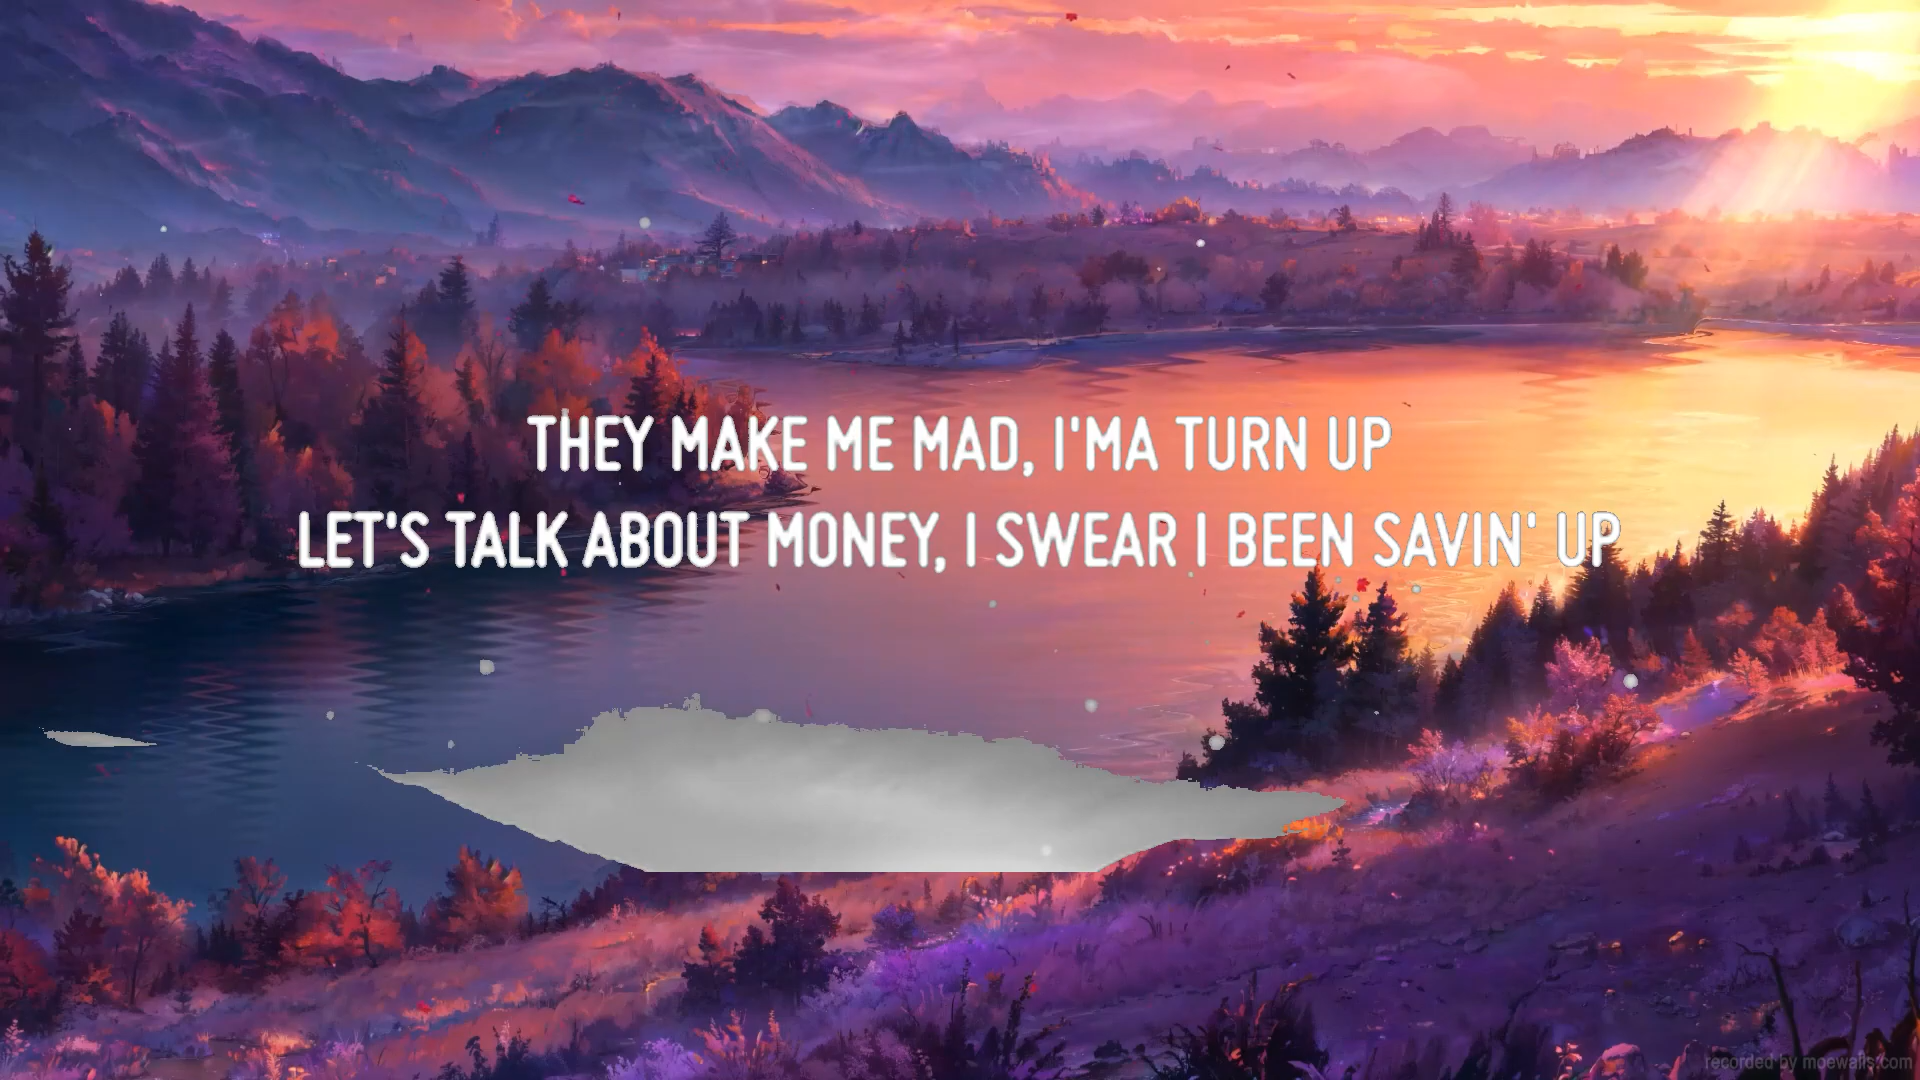 THEY MAKE ME MAD, I'MA TURN UP
LET'S TALK ABOUT MONEY, I SWEAR I BEEN SAVIN' UP
recorded by moewalls.com